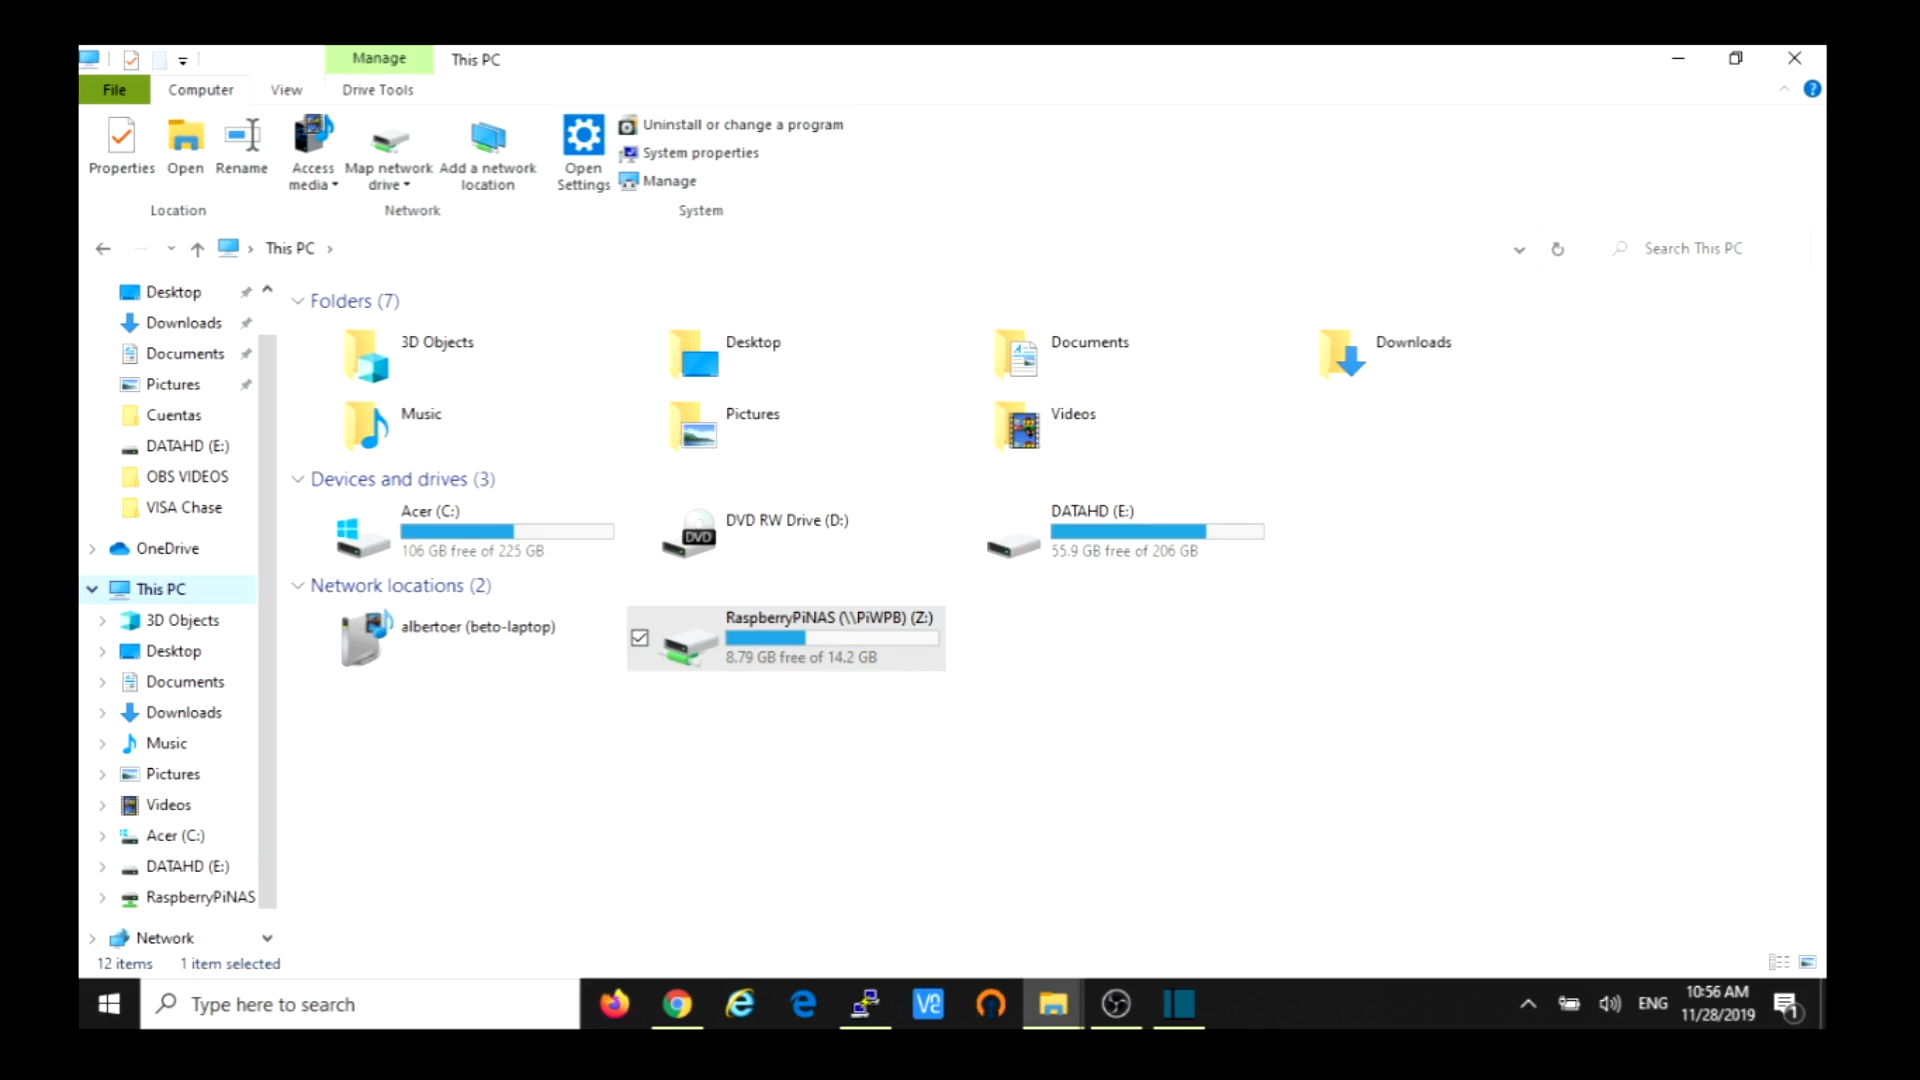 Manage
This PC
File
Computer
View
Drive Tools
Properties
Open
Rename
Access media
Map network drive
Add a network location
Open Settings
Uninstall or change a program
System properties
Manage
Location
Network
System
This PC
Search This PC
Desktop
Downloads
Documents
Pictures
Cuentas
DATAHD (E:)
OBS VIDEOS
VISA Chase
OneDrive
This PC
3D Objects
Desktop
Documents
Downloads
Music
Pictures
Videos
Acer (C:)
DATAHD (E:)
RaspberryPiNAS
Network
Folders (7)
3D Objects
Desktop
Documents
Downloads
Music
Pictures
Videos
Devices and drives (3)
Acer (C:)
106 GB free of 225 GB
DVD
DVD RW Drive (D:)
DATAHD (E:)
55.9 GB free of 206 GB
Network locations (2)
albertoer (beto-laptop)
RaspberryPiNAS (\\PiWPB) (Z:)
8.79 GB free of 14.2 GB
12 items
1 item selected
Type here to search
ENG
10:56 AM
11/28/2019
1